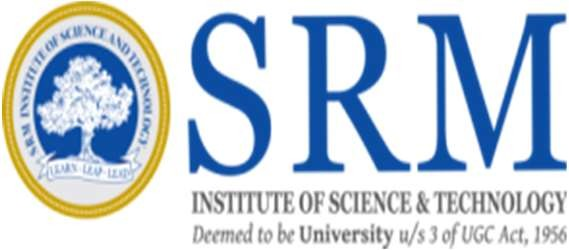 SRM INSTITUTE OF SCIENCE AND TECHNOLOGY
LEARN · LEAP · LEAD
SRM
INSTITUTE OF SCIENCE & TECHNOLOGY
Deemed to be University u/s 3 of UGC Act, 1956